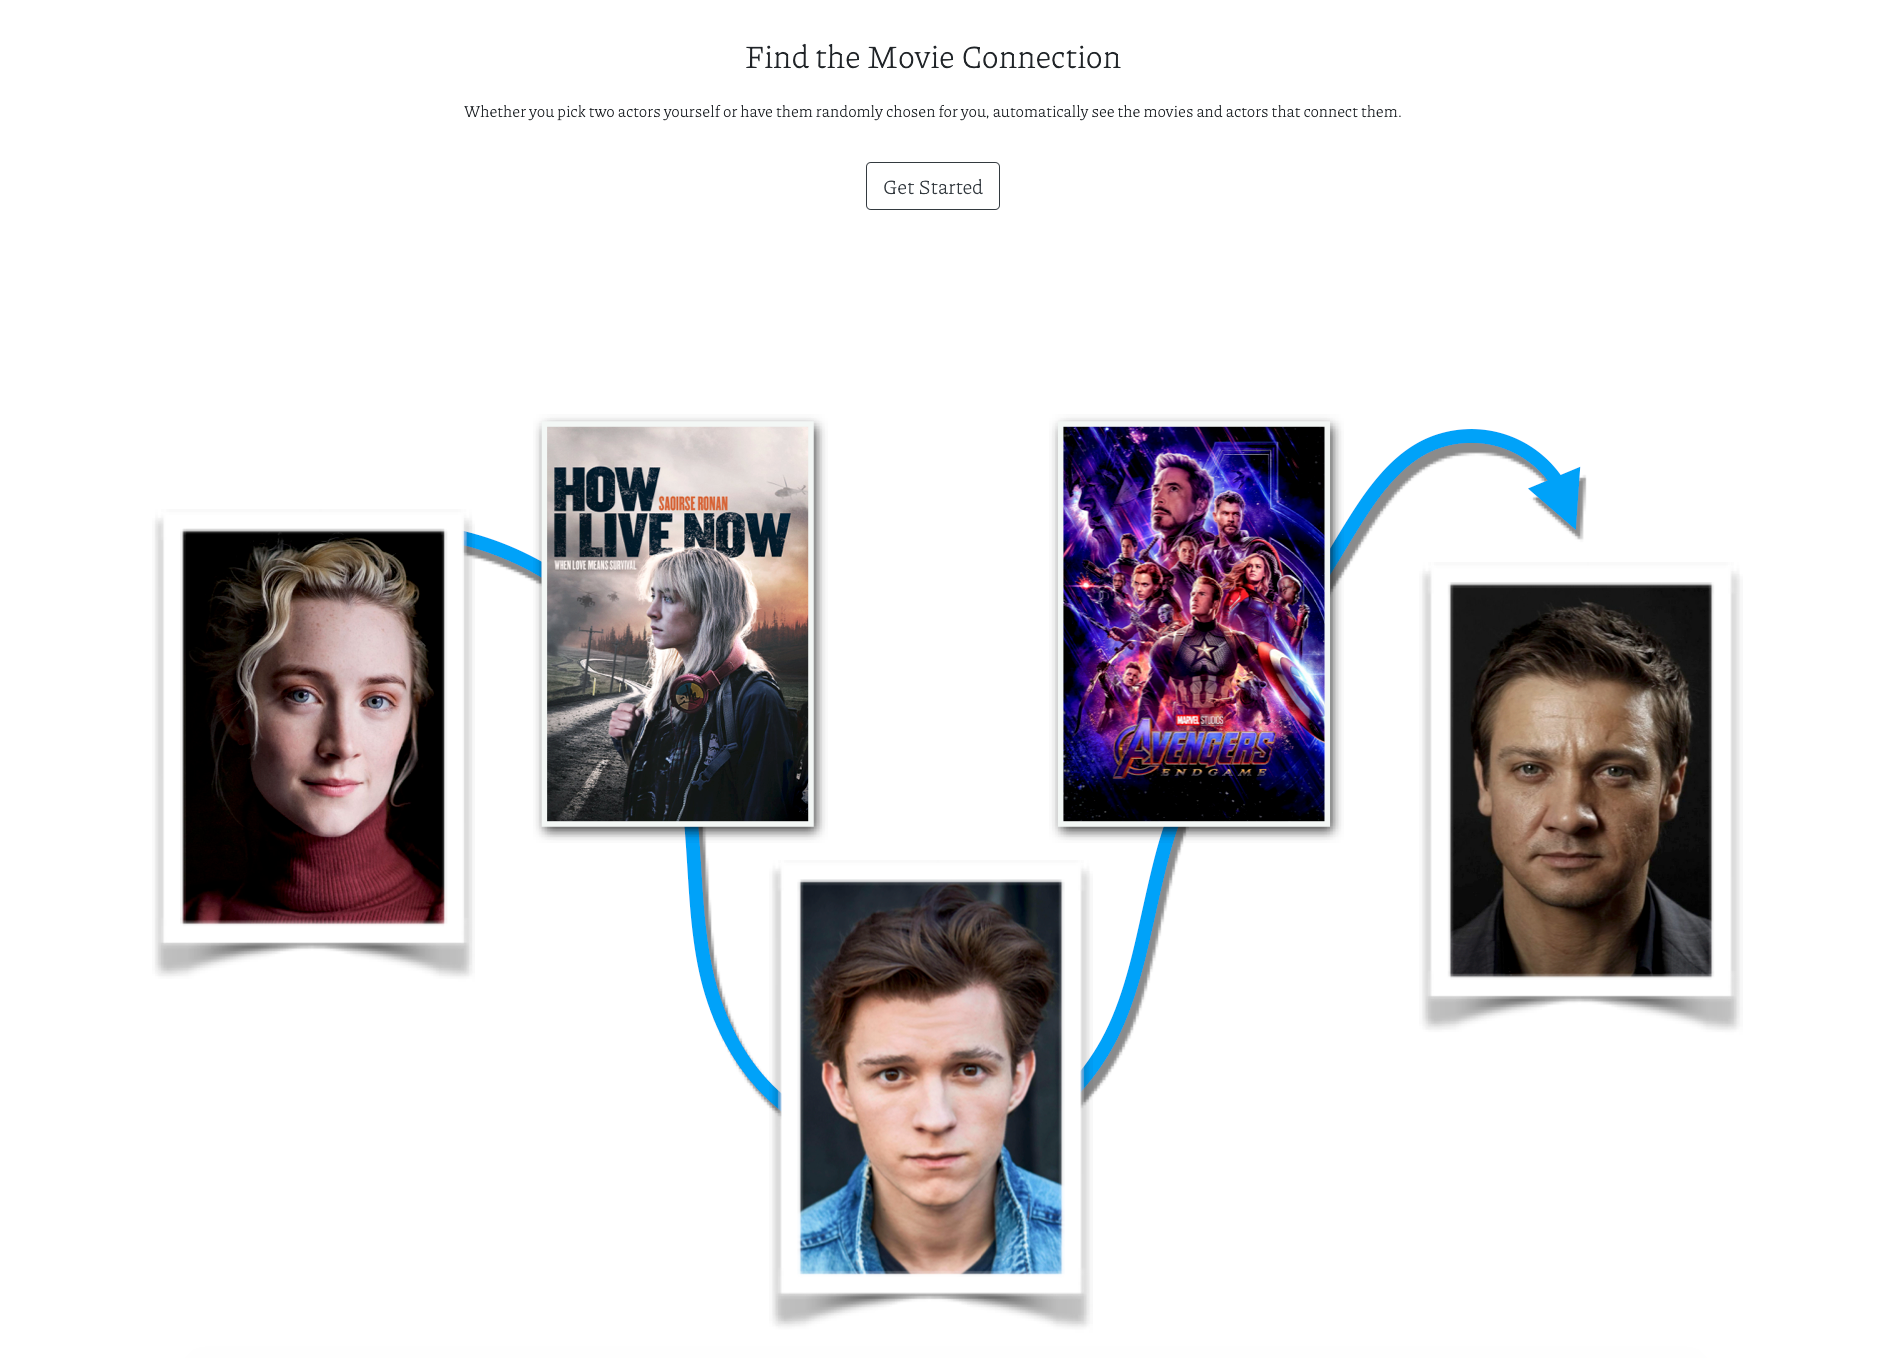 Find the Movie Connection
Whether you pick two actors yourself or have them randomly chosen for you, automatically see the movies and actors that connect them.
Get Started
HOW
SAOIRSE RONAN
I LIVE NOW
WHEN LOVE MEANS SURVIVAL
MARVEL STUDIOS
AVENGERS
ENDGAME